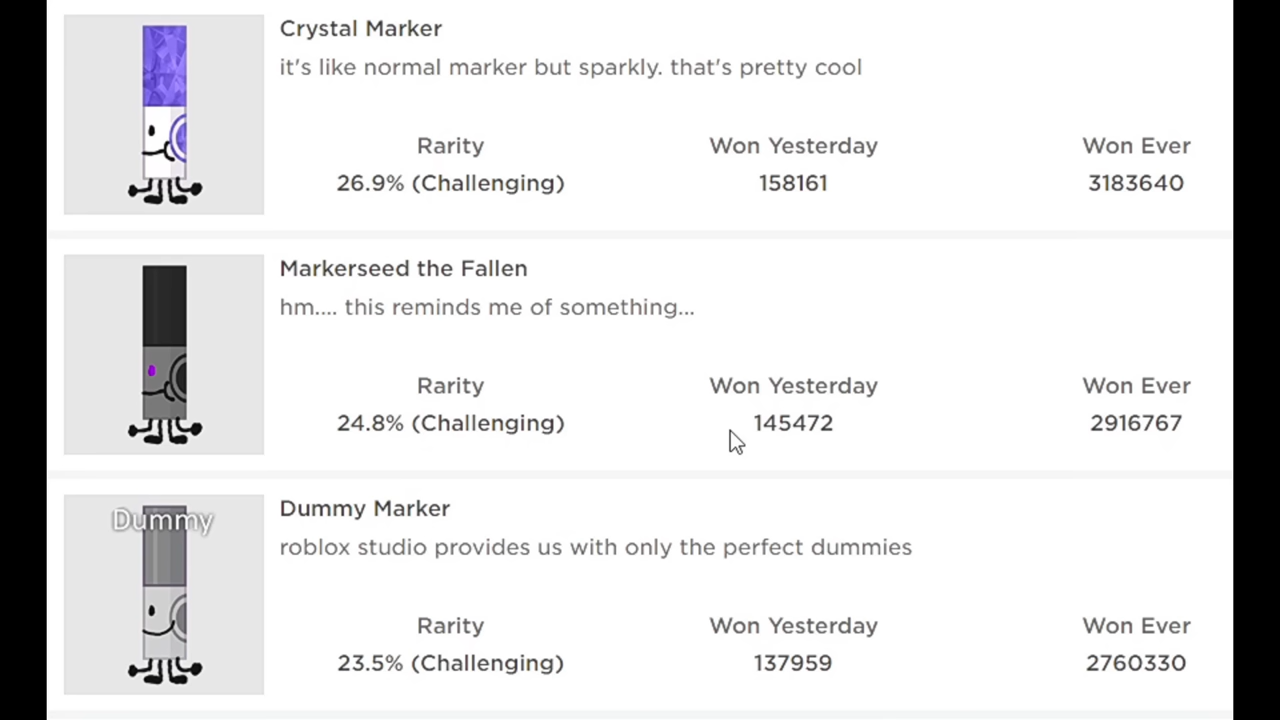 Crystal Marker
it's like normal marker but sparkly. that's pretty cool
Rarity Won Yesterday Won Ever
26.9% (Challenging) 158161 3183640
Markerseed the Fallen
hm.... this reminds me of something...
Rarity Won Yesterday Won Ever
24.8% (Challenging) 145472 2916767
Dummy
Dummy Marker
roblox studio provides us with only the perfect dummies
Rarity Won Yesterday Won Ever
23.5% (Challenging) 137959 2760330